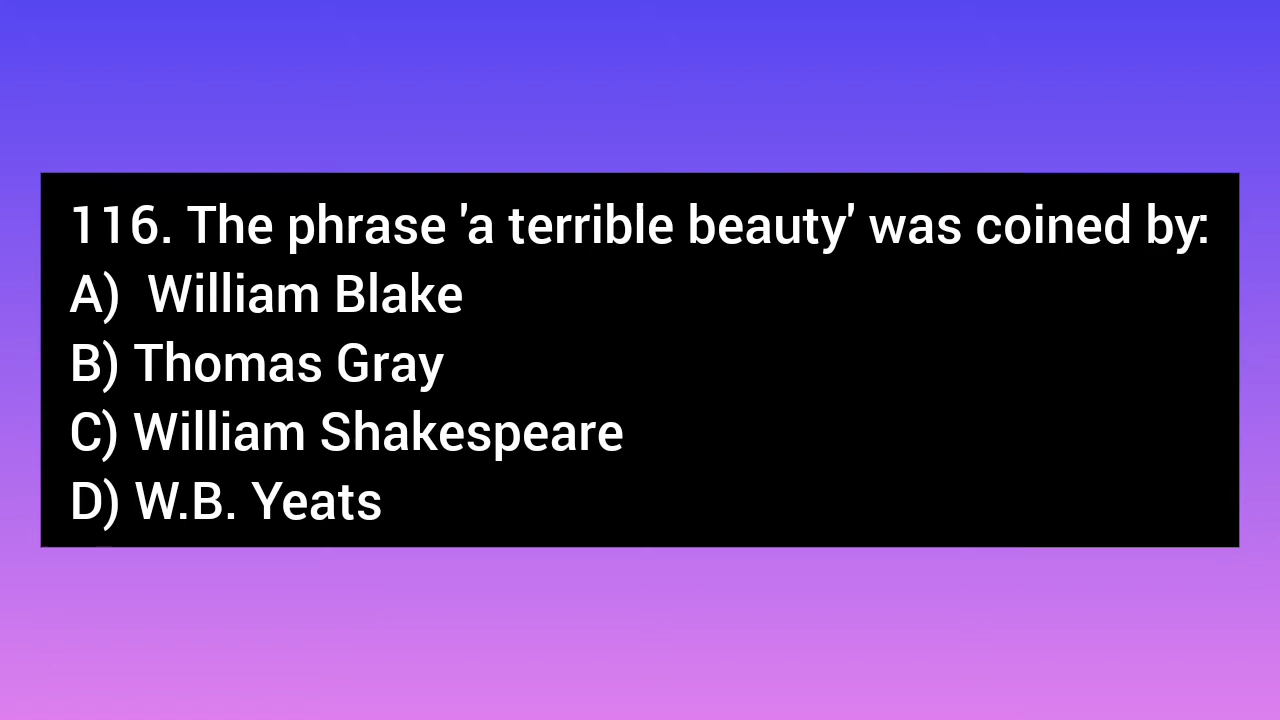 116. The phrase 'a terrible beauty' was coined by:
A)  William Blake
B) Thomas Gray
C) William Shakespeare
D) W.B. Yeats